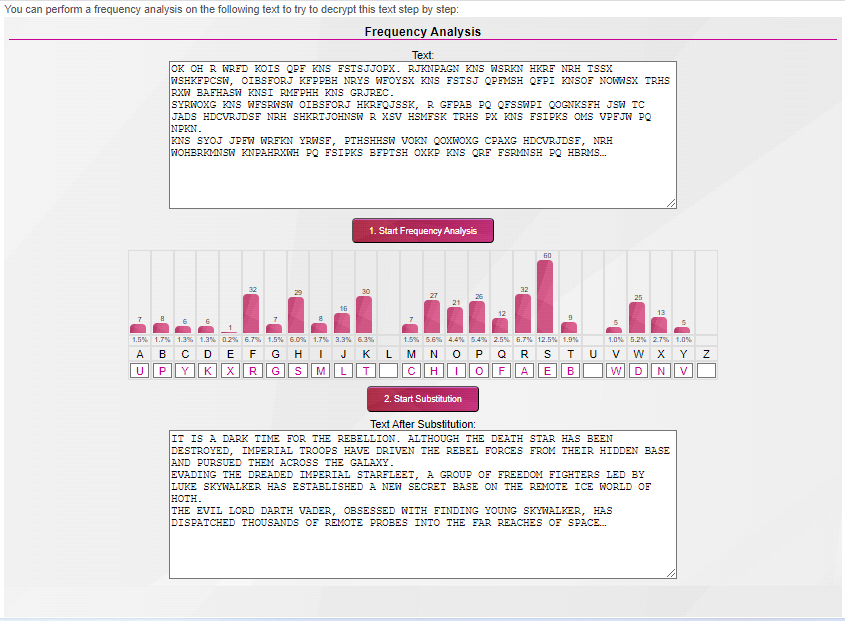 You can perform a frequency analysis on the following text to try to decrypt this text step by step:
Frequency Analysis
Text:
OK OH R WRFD KOIS QPF KNS FSTSJJOPX. RJKNPAGN KNS WSRKN HKRF NRH TSSX
WSHKFPCSW, OIBSFORJ KFPPBH NRYS WFOYSX KNS FSTSJ QPFMSH QFPI KNSOF NOWWSX TRHS
RXW BAFHASW KNSI RMFPHH KNS GRJREC.
SYRWOXG KNS WFSRWSW OIBSFORJ HKRFQJSSK, R GFPAB PQ QFSSWPI QOGNKSFH JSW TC
JADS HDCVRJDSF NRH SHKRTJOHNSW R XSV HSMFSK TRHS PX KNS FSIPKS OMS VPFJW PQ
NPKN.
KNS SYOJ JPFW WRFKN YRWSF, PTHSHHSW VOKN QOXWOXG CPAXG HDCVRJDSF, NRH
WOHBRKMNSW KNPAHRXWH PQ FSIPKS BFPTSH OXKP KNS QRF FSRMNSH PQ HBRMS…
1. Start Frequency Analysis
7 8 6 6 1 32 7 29 8 16 30 7 27 21 26 12 32 60 9 5 25 13 5
1.5% 1.7% 1.3% 1.3% 0.2% 6.7% 1.5% 6.0% 1.7% 3.3% 6.3% 1.5% 5.6% 4.4% 5.4% 2.5% 6.7% 12.5% 1.9% 1.0% 5.2% 2.7% 1.0%
A B C D E F G H I J K L M N O P Q R S T U V W X Y Z
U P Y K X R G S M L T C H I O F A E B W D N V
2. Start Substitution
Text After Substitution:
IT IS A DARK TIME FOR THE REBELLION. ALTHOUGH THE DEATH STAR HAS BEEN
DESTROYED, IMPERIAL TROOPS HAVE DRIVEN THE REBEL FORCES FROM THEIR HIDDEN BASE
AND PURSUED THEM ACROSS THE GALAXY.
EVADING THE DREADED IMPERIAL STARFLEET, A GROUP OF FREEDOM FIGHTERS LED BY
LUKE SKYWALKER HAS ESTABLISHED A NEW SECRET BASE ON THE REMOTE ICE WORLD OF
HOTH.
THE EVIL LORD DARTH VADER, OBSESSED WITH FINDING YOUNG SKYWALKER, HAS
DISPATCHED THOUSANDS OF REMOTE PROBES INTO THE FAR REACHES OF SPACE…